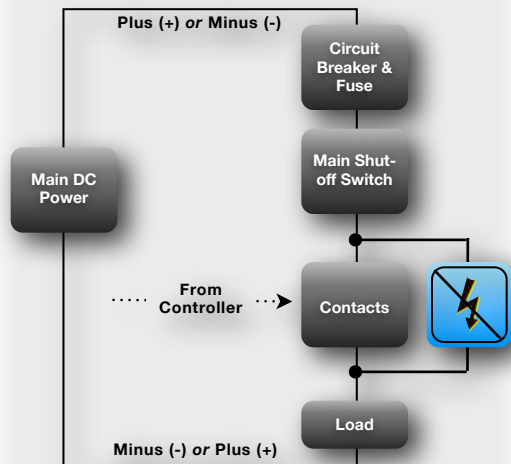 Plus (+) or Minus (-)
Circuit
Breaker &
Fuse
Main Shut-
off Switch
Main DC
Power
From
Controller
Contacts
Load
Minus (-) or Plus (+)